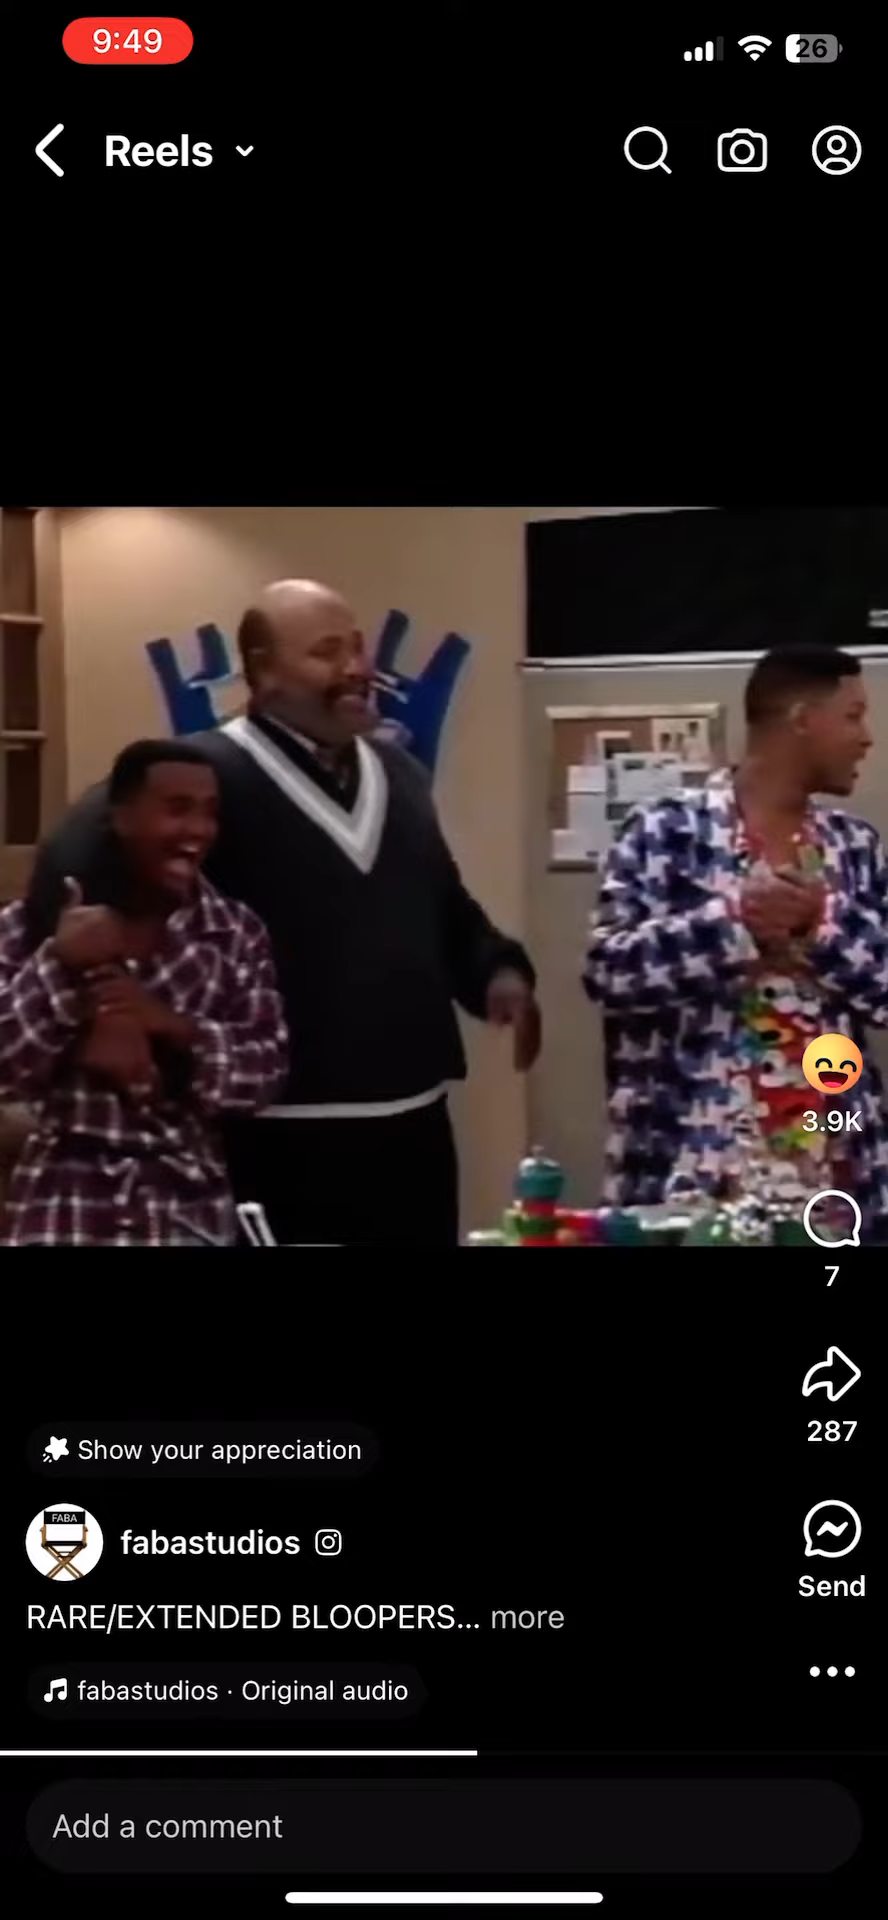 9:49
26
Reels
3.9K
7
287
Show your appreciation
FABA
fabastudios
Send
RARE/EXTENDED BLOOPERS... more
fabastudios · Original audio
Add a comment